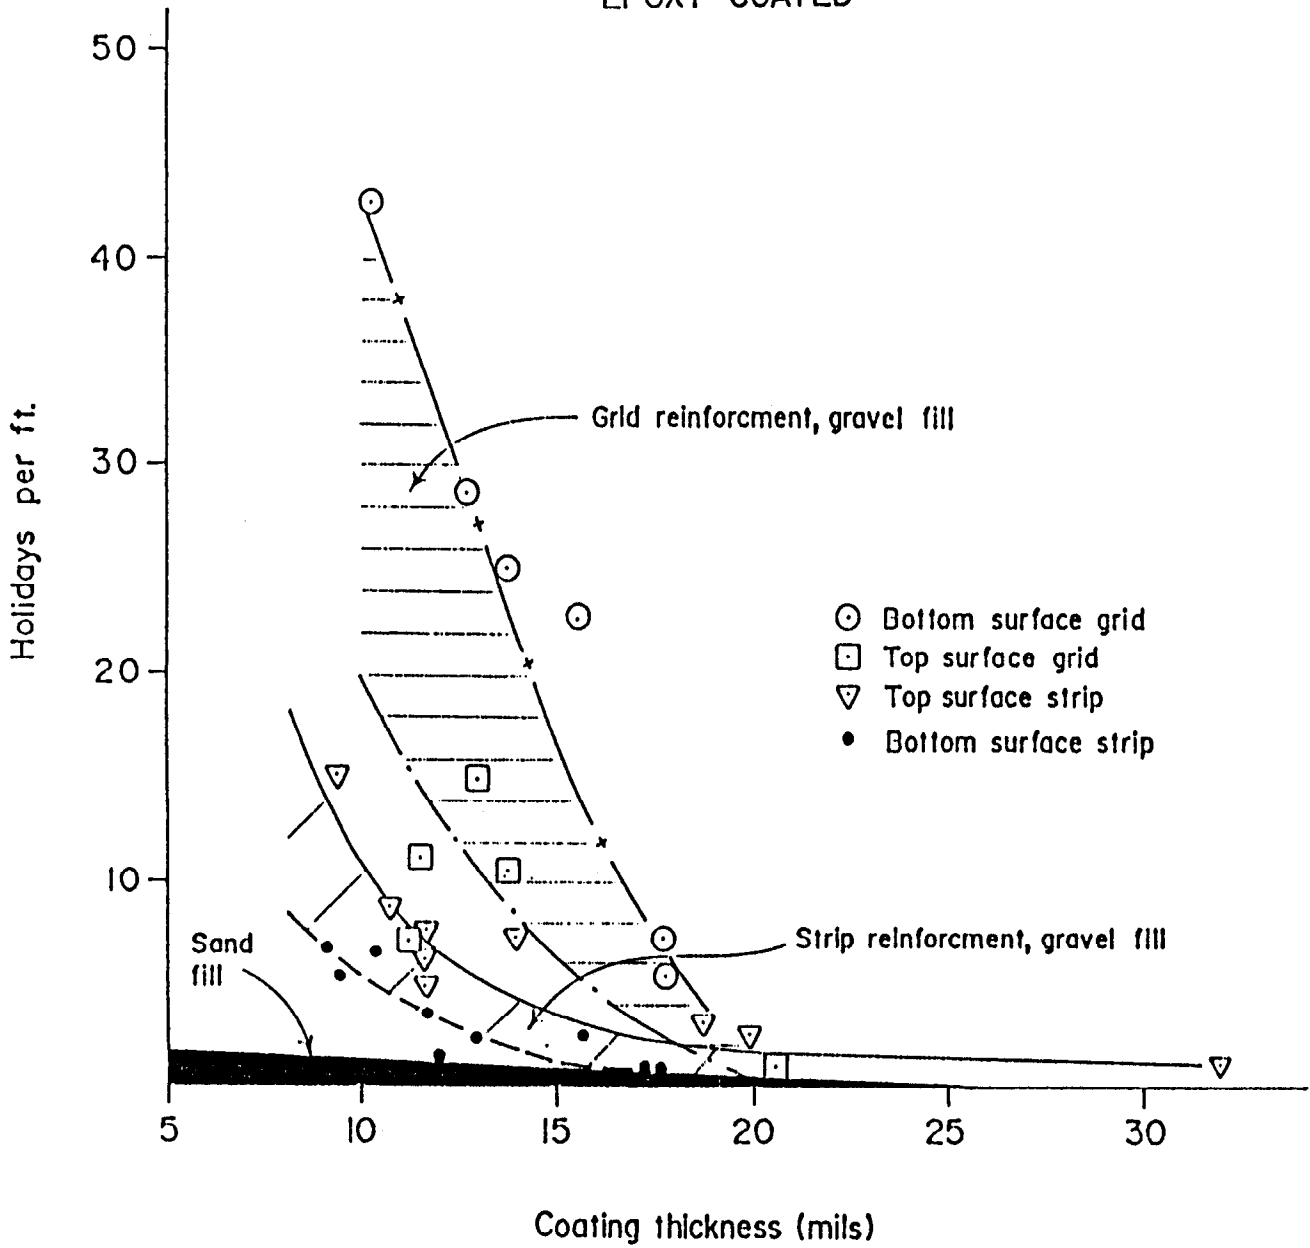 EPOXY COATED
50
40
30
20
10
Holidays per ft.
Grid reinforcment, gravel fill
Bottom surface grid
Top surface grid
Top surface strip
Bottom surface strip
Strip reinforcment, gravel fill
Sand
fill
5 10 15 20 25 30
Coating thickness (mils)